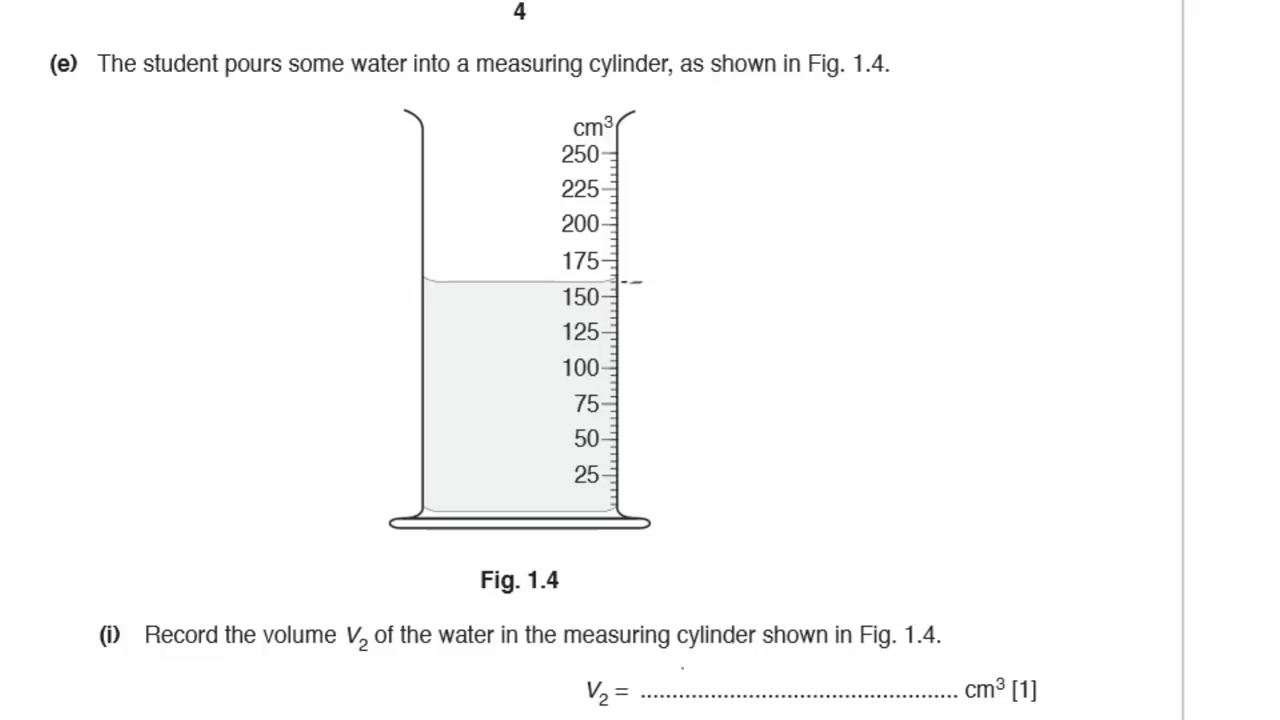 4
(e) The student pours some water into a measuring cylinder, as shown in Fig. 1.4.
cm³
250
225
200
175
150
125
100
75
50
25
Fig. 1.4
(i) Record the volume V₂ of the water in the measuring cylinder shown in Fig. 1.4.
V₂ = .................................................. cm³ [1]